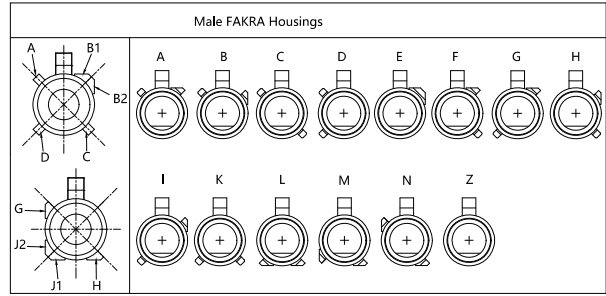 Male FAKRA Housings
A B1
B2
D C
G
J2
J1 H
A B C D E F G H
I K L M N Z